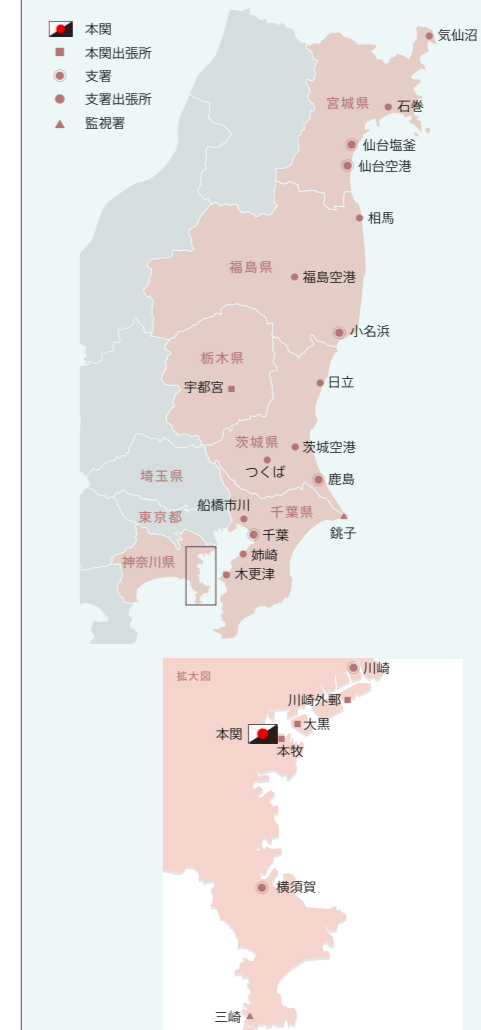 本関
本関出張所
支署
支署出張所
監視署
気仙沼
宮城県
石巻
仙台塩釜
仙台空港
相馬
福島県
福島空港
小名浜
栃木県
宇都宮
日立
茨城県
茨城空港
つくば
埼玉県
鹿島
船橋市川
千葉県
東京都
千葉
銚子
神奈川県
姉崎
木更津
拡大図
川崎
川崎外郵
大黒
本関
本牧
横須賀
三崎